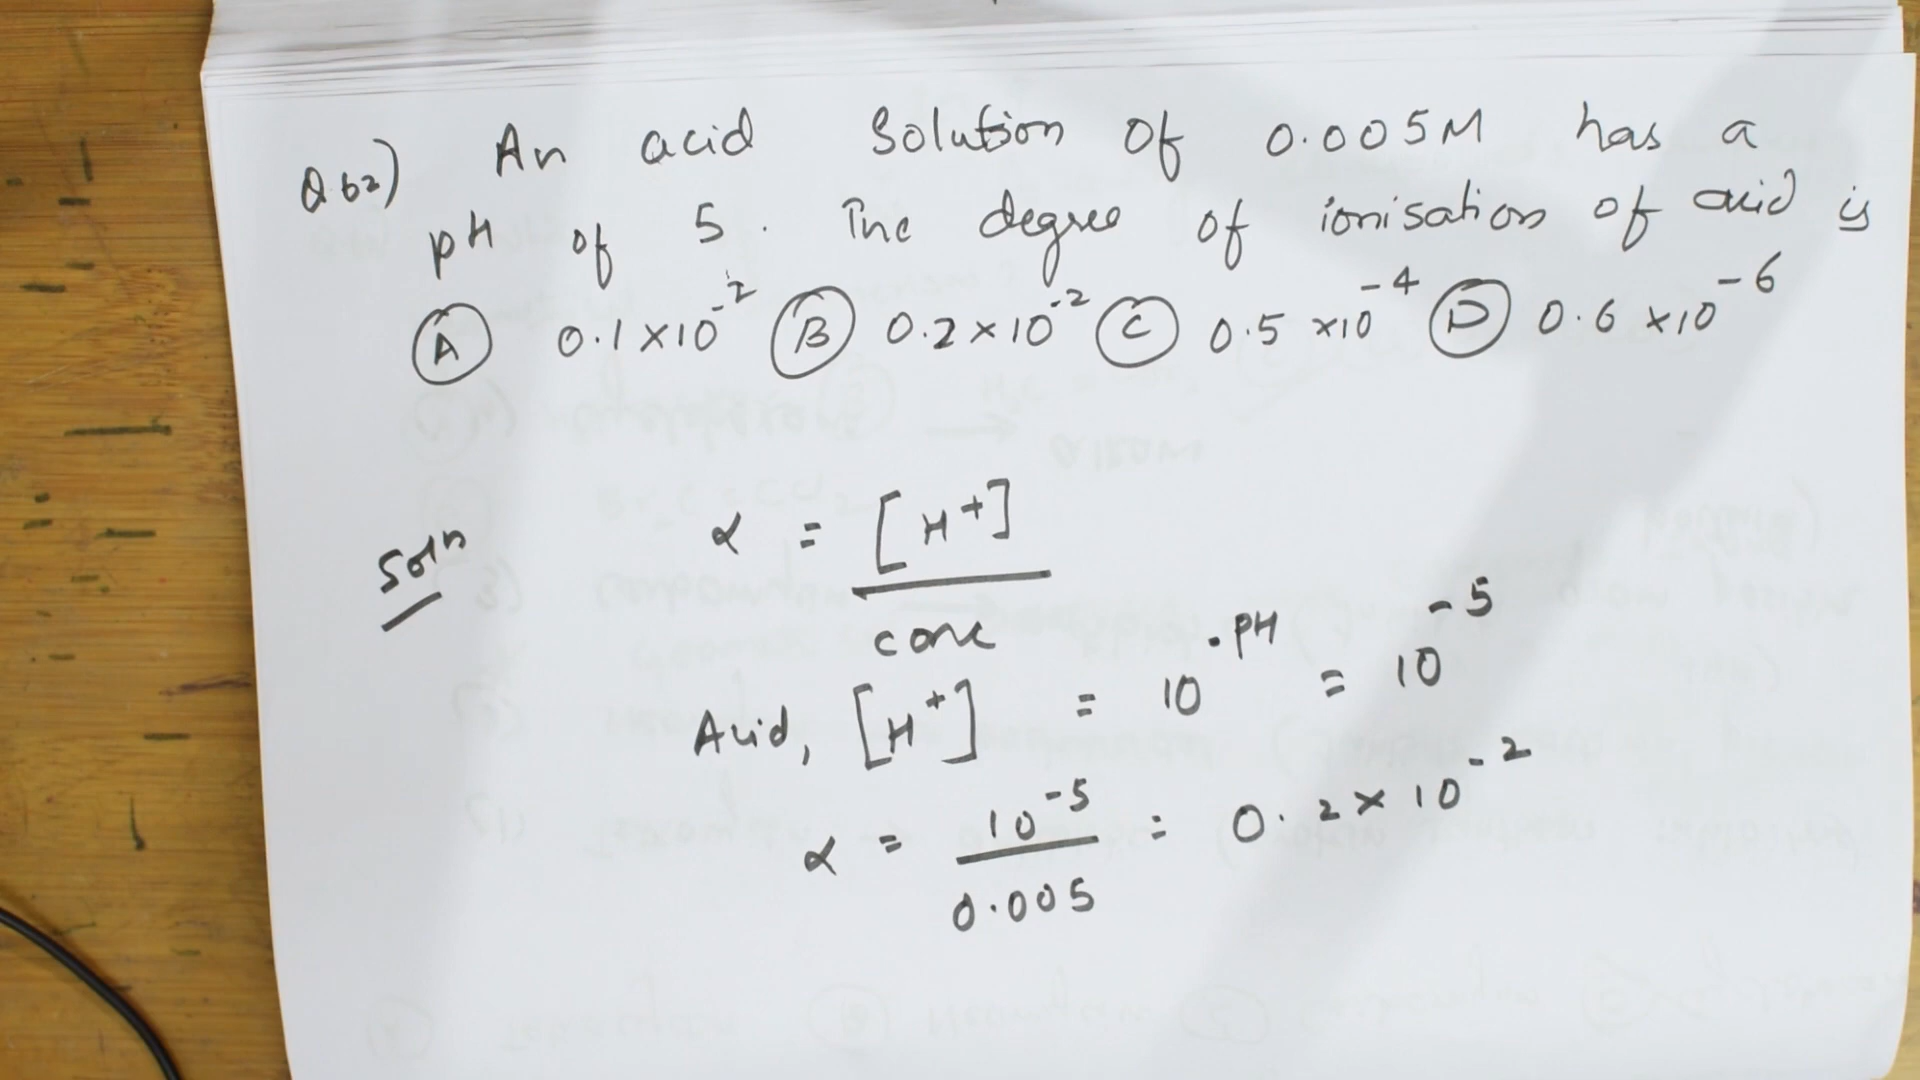 Q.62) An acid solution of 0.005M has a
pH of 5. The degree of ionisation of acid is
(A) 0.1×10⁻² (B) 0.2×10⁻² (C) 0.5×10⁻⁴ (D) 0.6×10⁻⁶
Soln α = [H⁺] / conc
Acid, [H⁺] = 10⁻ᵖᴴ = 10⁻⁵
α = 10⁻⁵ / 0.005 = 0.2×10⁻²